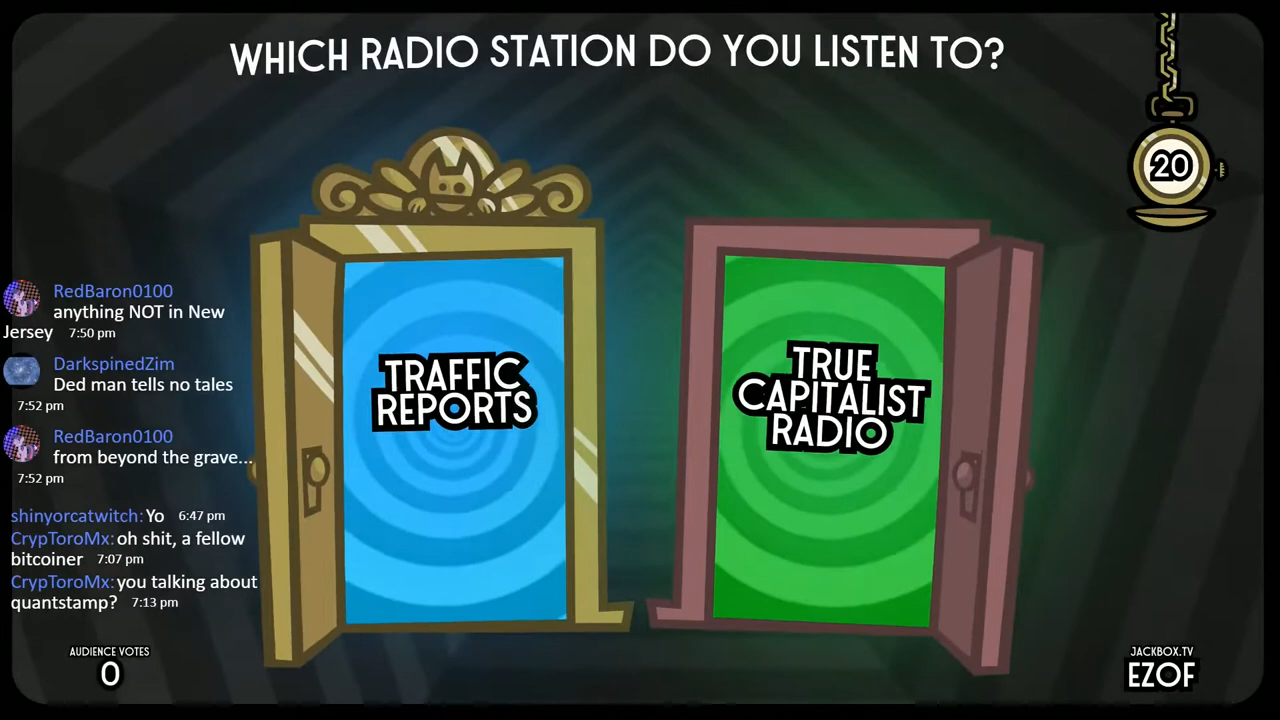 WHICH RADIO STATION DO YOU LISTEN TO?
20
TRAFFIC
REPORTS
TRUE
CAPITALIST
RADIO
RedBaron0100
anything NOT in New
Jersey 7:50 pm
DarkspinedZim
Ded man tells no tales
7:52 pm
RedBaron0100
from beyond the grave...
7:52 pm
shinyorcatwitch: Yo 6:47 pm
CrypToroMx: oh shit, a fellow
bitcoiner 7:07 pm
CrypToroMx: you talking about
quantstamp? 7:13 pm
AUDIENCE VOTES
0
JACKBOX.TV
EZOF